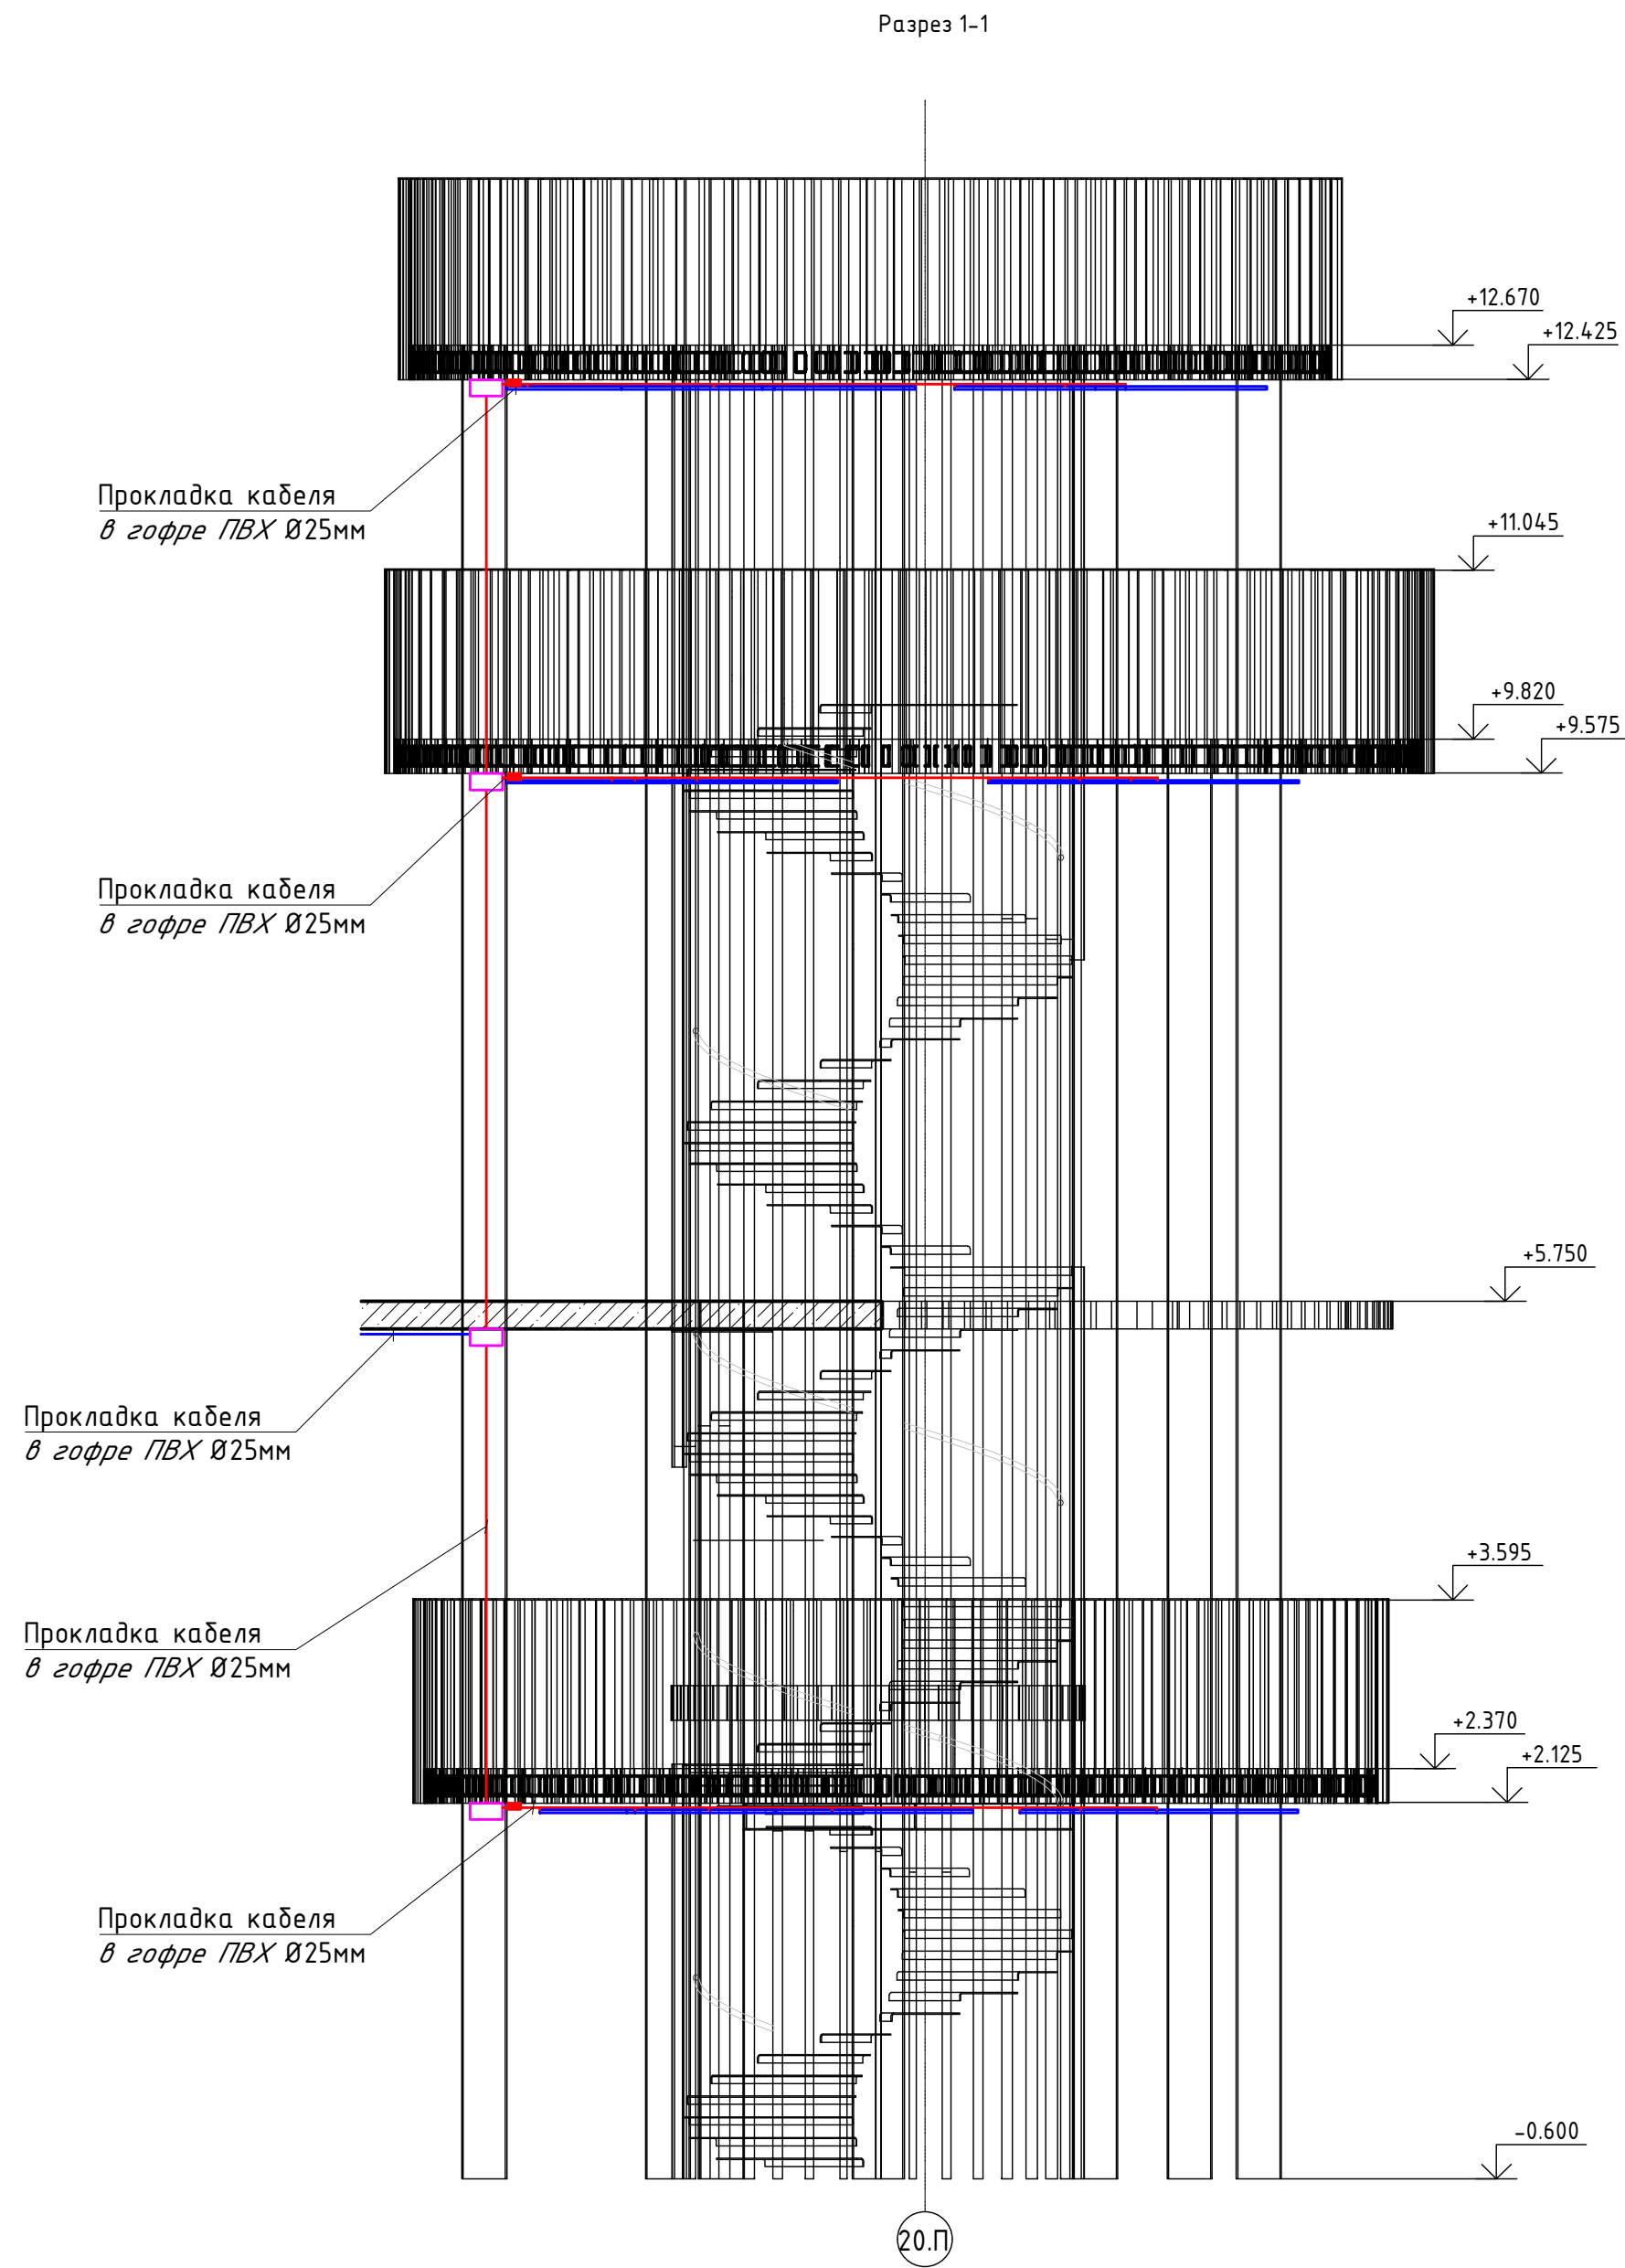 Разрез 1-1
+12.670
+12.425
Прокладка кабеля
в гофре ПВХ Ø25мм
+11.045
+9.820
+9.575
Прокладка кабеля
в гофре ПВХ Ø25мм
+5.750
Прокладка кабеля
в гофре ПВХ Ø25мм
+3.595
Прокладка кабеля
в гофре ПВХ Ø25мм
+2.370
+2.125
Прокладка кабеля
в гофре ПВХ Ø25мм
-0.600
20.П